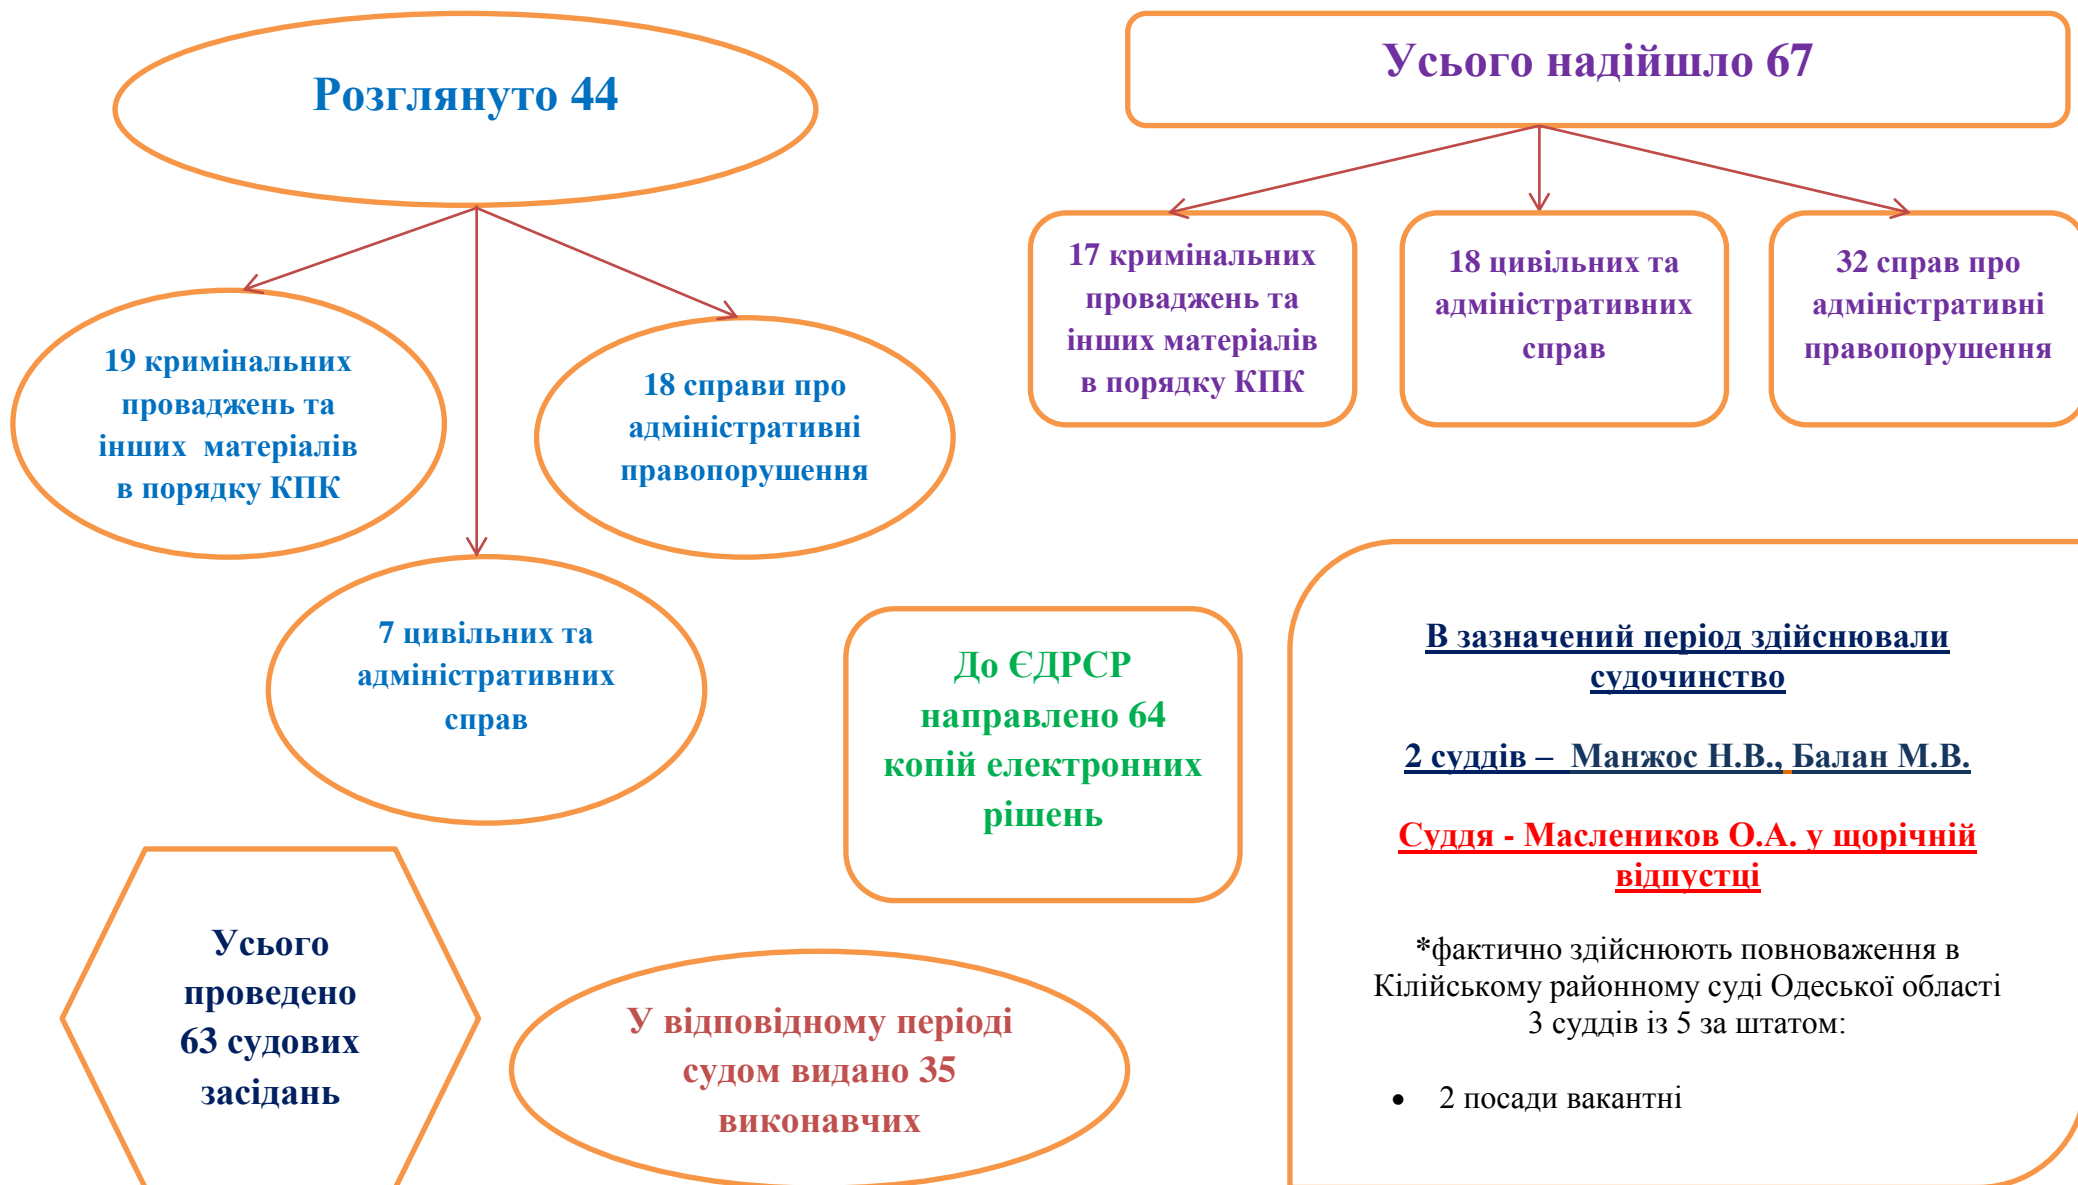 Розглянуто 44
19 кримінальних
проваджень та
інших матеріалів
в порядку КПК
18 справи про
адміністративні
правопорушення
7 цивільних та
адміністративних
справ
Усього надійшло 67
17 кримінальних
проваджень та
інших матеріалів
в порядку КПК
18 цивільних та
адміністративних
справ
32 справ про
адміністративні
правопорушення
До ЄДРСР
направлено 64
копій електронних
рішень
В зазначений період здійснювали
судочинство
2 суддів – Манжос Н.В., Балан М.В.
Суддя - Маслеников О.А. у щорічній
відпустці
*фактично здійснюють повноваження в
Кілійському районному суді Одеської області
3 суддів із 5 за штатом:
• 2 посади вакантні
Усього
проведено
63 судових
засідань
У відповідному періоді
судом видано 35
виконавчих